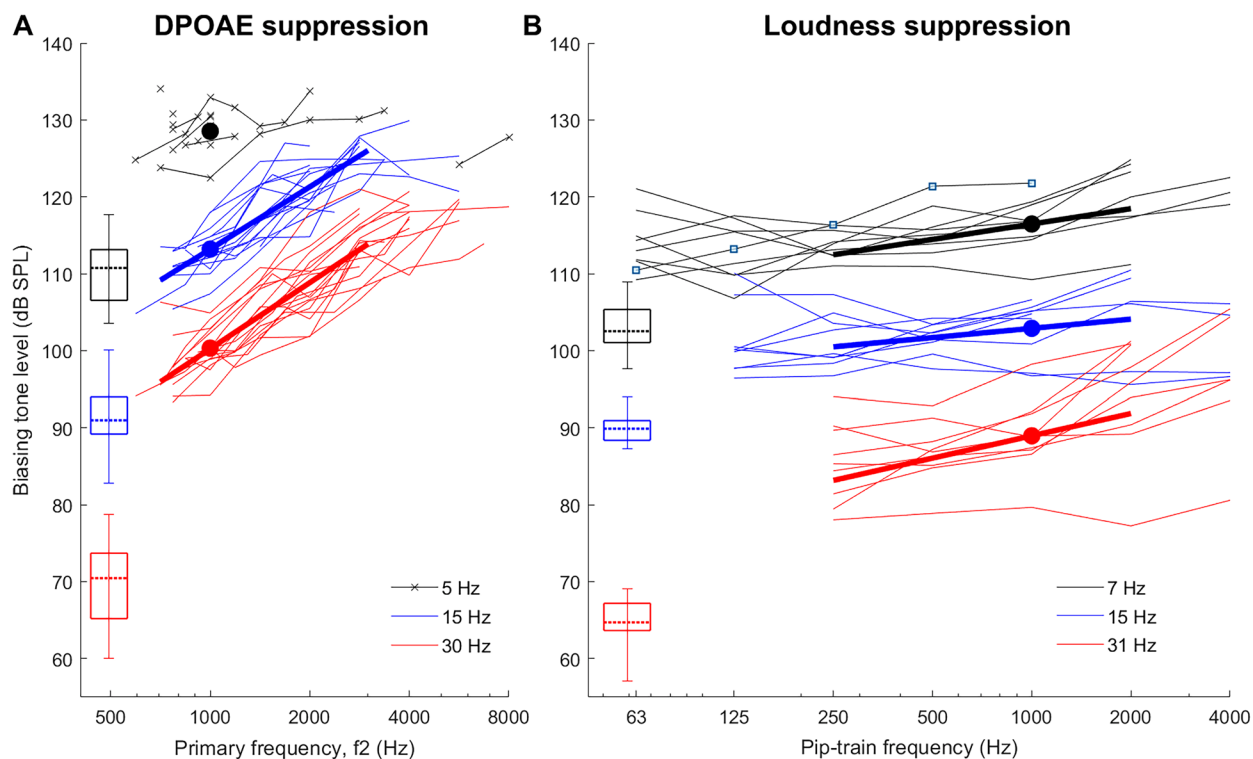 A DPOAE suppression
B Loudness suppression
Biasing tone level (dB SPL)
140
130
120
110
100
90
80
70
60
5 Hz
15 Hz
30 Hz
500 1000 2000 4000 8000
Primary frequency, f2 (Hz)
140
130
120
110
100
90
80
70
60
7 Hz
15 Hz
31 Hz
63 125 250 500 1000 2000 4000
Pip-train frequency (Hz)